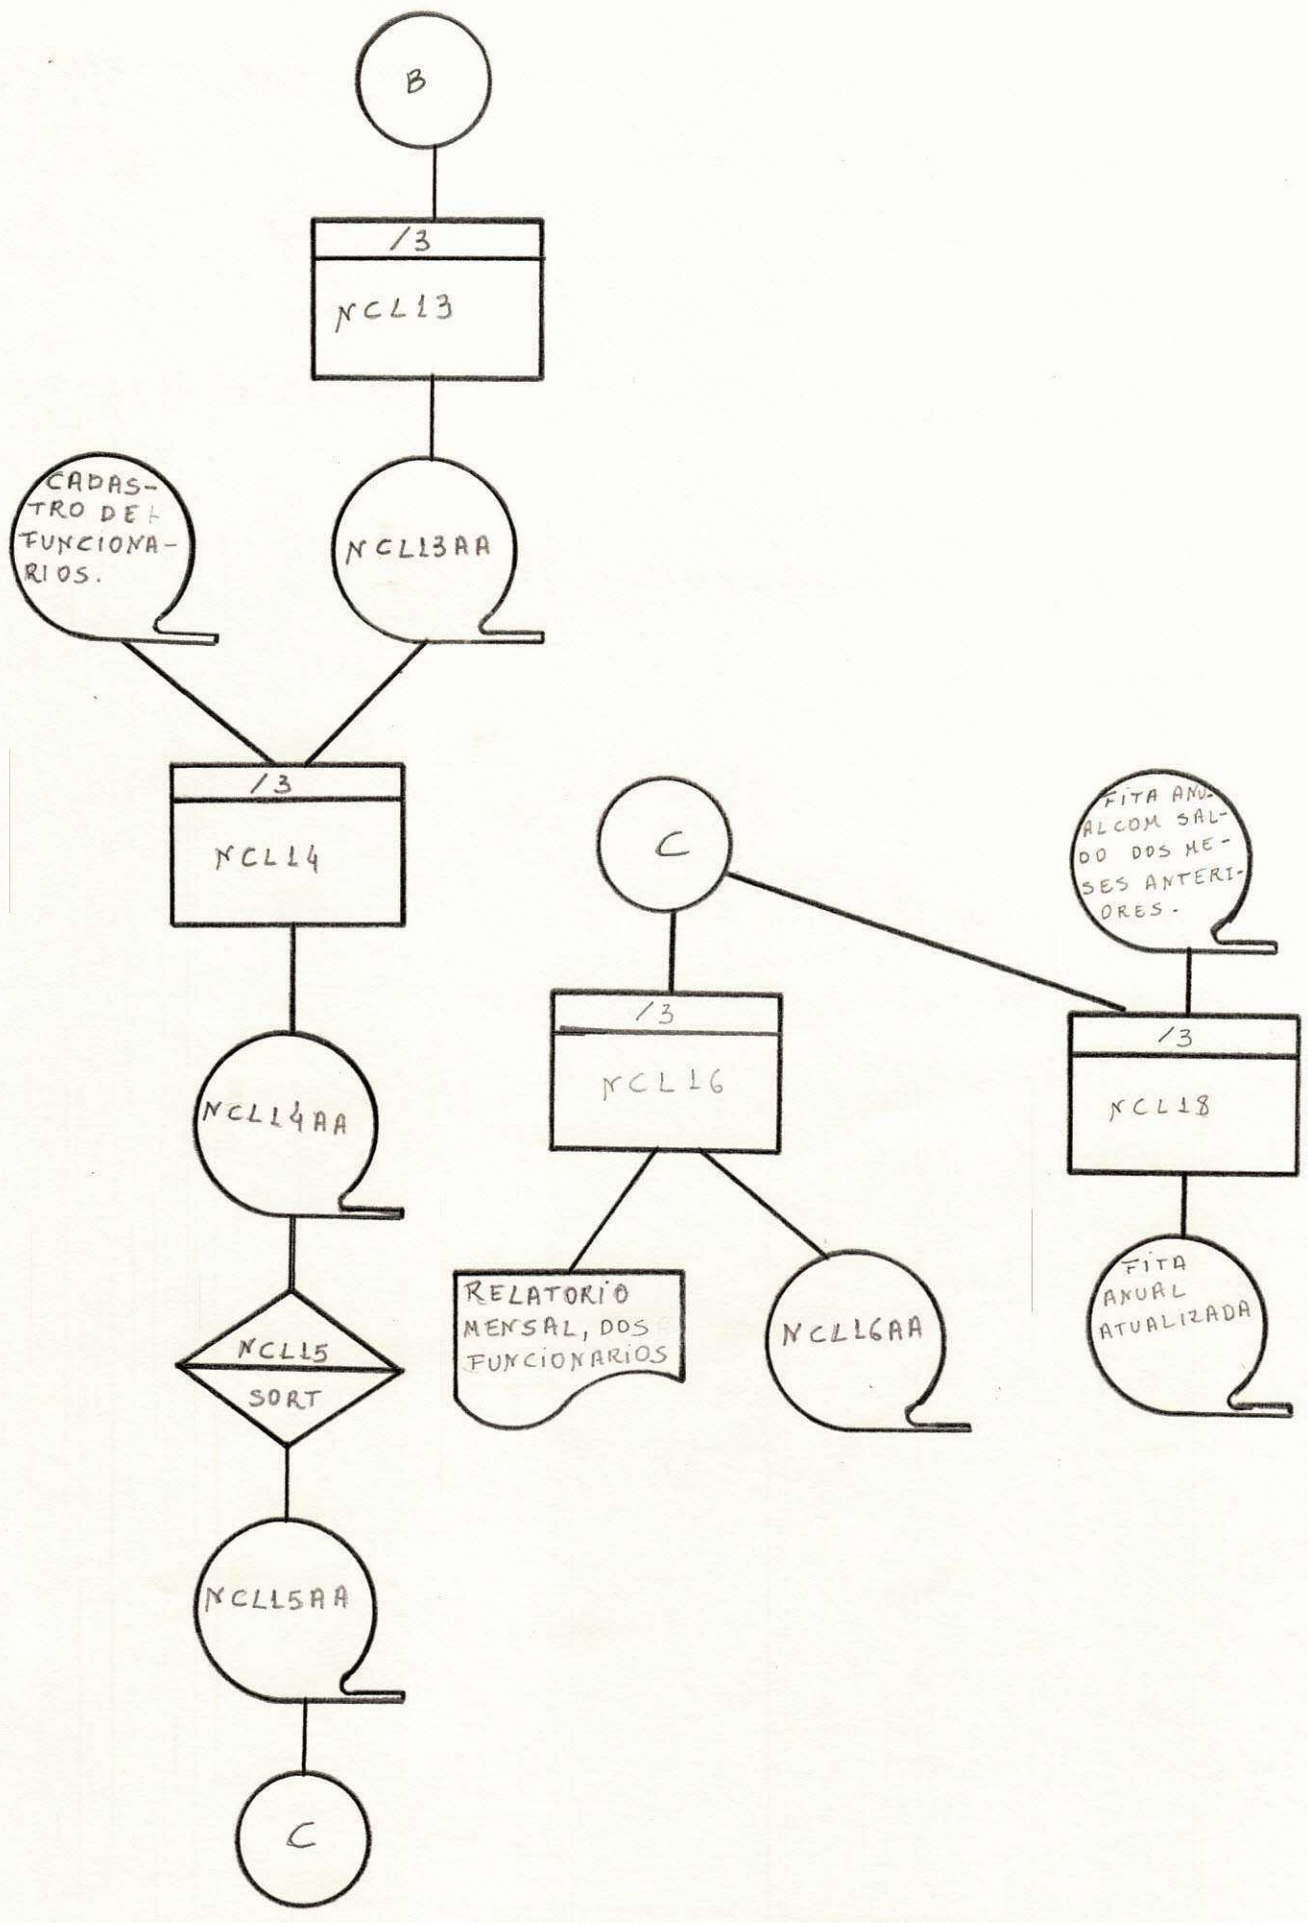 B
/3
NCL13
CADAS-
TRO DE
FUNCIONA-
RIOS.
NCL13AA
/3
NCL14
NCL14AA
NCL15
SORT
NCL15AA
C
C
/3
NCL16
RELATORIO
MENSAL, DOS
FUNCIONARIOS
NCL16AA
FITA ANU-
AL COM SAL-
DO DOS ME-
SES ANTERI-
ORES.
/3
NCL18
FITA
ANUAL
ATUALIZADA